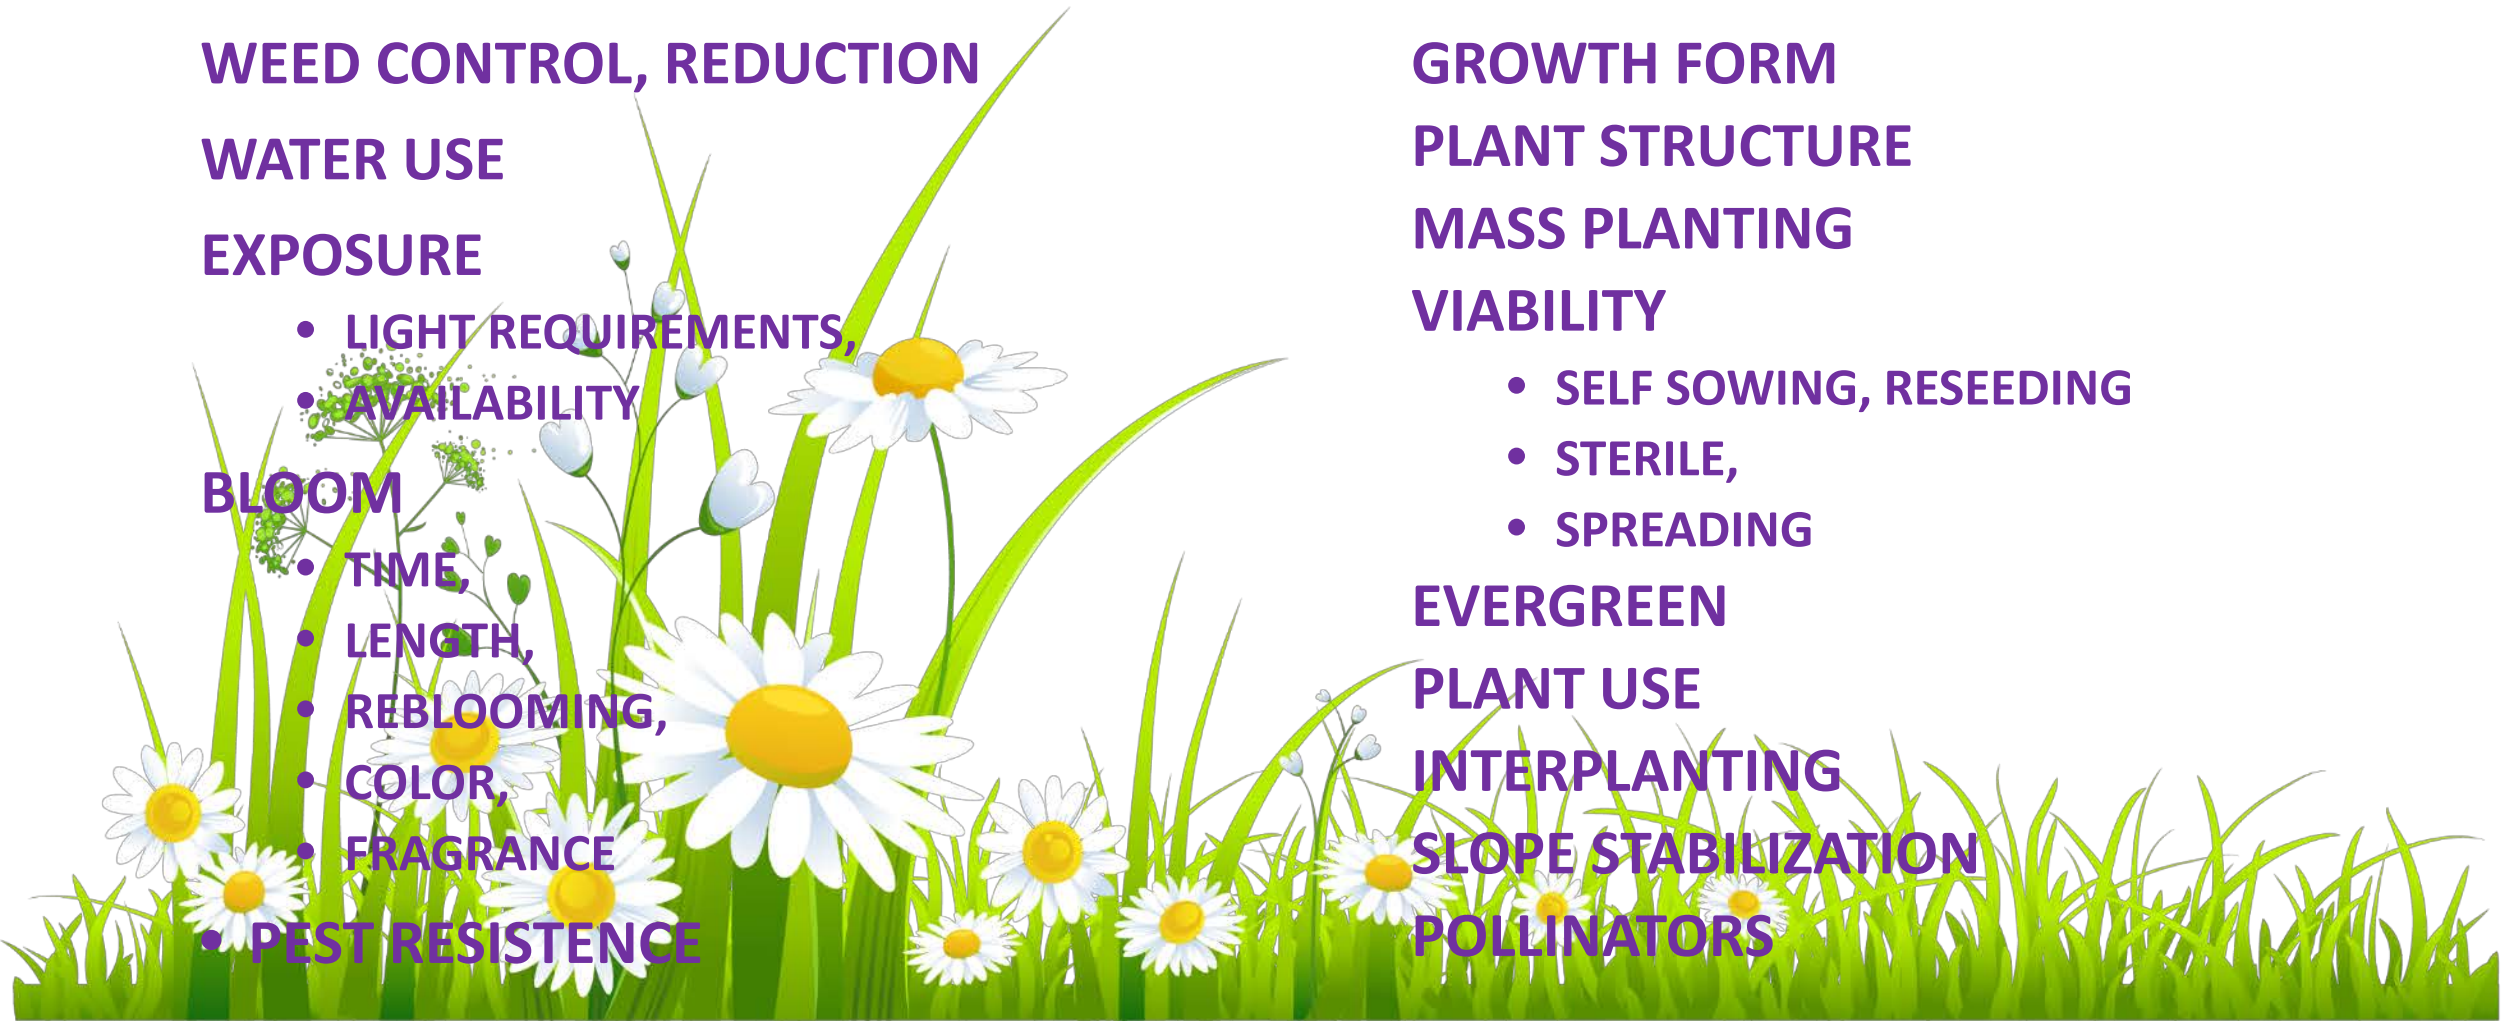 WEED CONTROL, REDUCTION
WATER USE
EXPOSURE
• LIGHT REQUIREMENTS,
• AVAILABILITY
BLOOM
• TIME,
• LENGTH,
• REBLOOMING,
• COLOR,
• FRAGRANCE
• PEST RESISTENCE
GROWTH FORM
PLANT STRUCTURE
MASS PLANTING
VIABILITY
• SELF SOWING, RESEEDING
• STERILE,
• SPREADING
EVERGREEN
PLANT USE
INTERPLANTING
SLOPE STABILIZATION
POLLINATORS